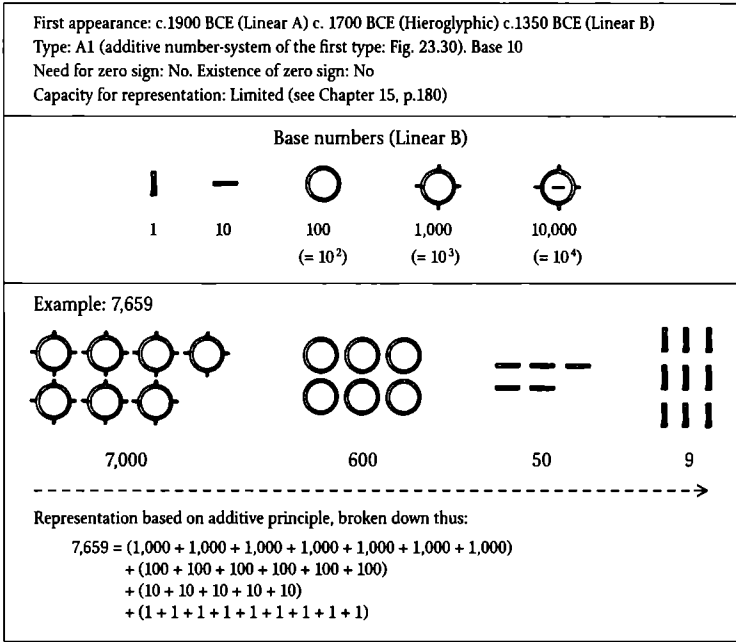 First appearance: c.1900 BCE (Linear A) c. 1700 BCE (Hieroglyphic) c.1350 BCE (Linear B)
Type: A1 (additive number-system of the first type: Fig. 23.30). Base 10
Need for zero sign: No. Existence of zero sign: No
Capacity for representation: Limited (see Chapter 15, p.180)
Base numbers (Linear B)
1 10 100 1,000 10,000
(= 10²) (= 10³) (= 10⁴)
Example: 7,659
7,000 600 50 9
Representation based on additive principle, broken down thus:
7,659 = (1,000 + 1,000 + 1,000 + 1,000 + 1,000 + 1,000 + 1,000)
+ (100 + 100 + 100 + 100 + 100 + 100)
+ (10 + 10 + 10 + 10 + 10)
+ (1 + 1 + 1 + 1 + 1 + 1 + 1 + 1 + 1)